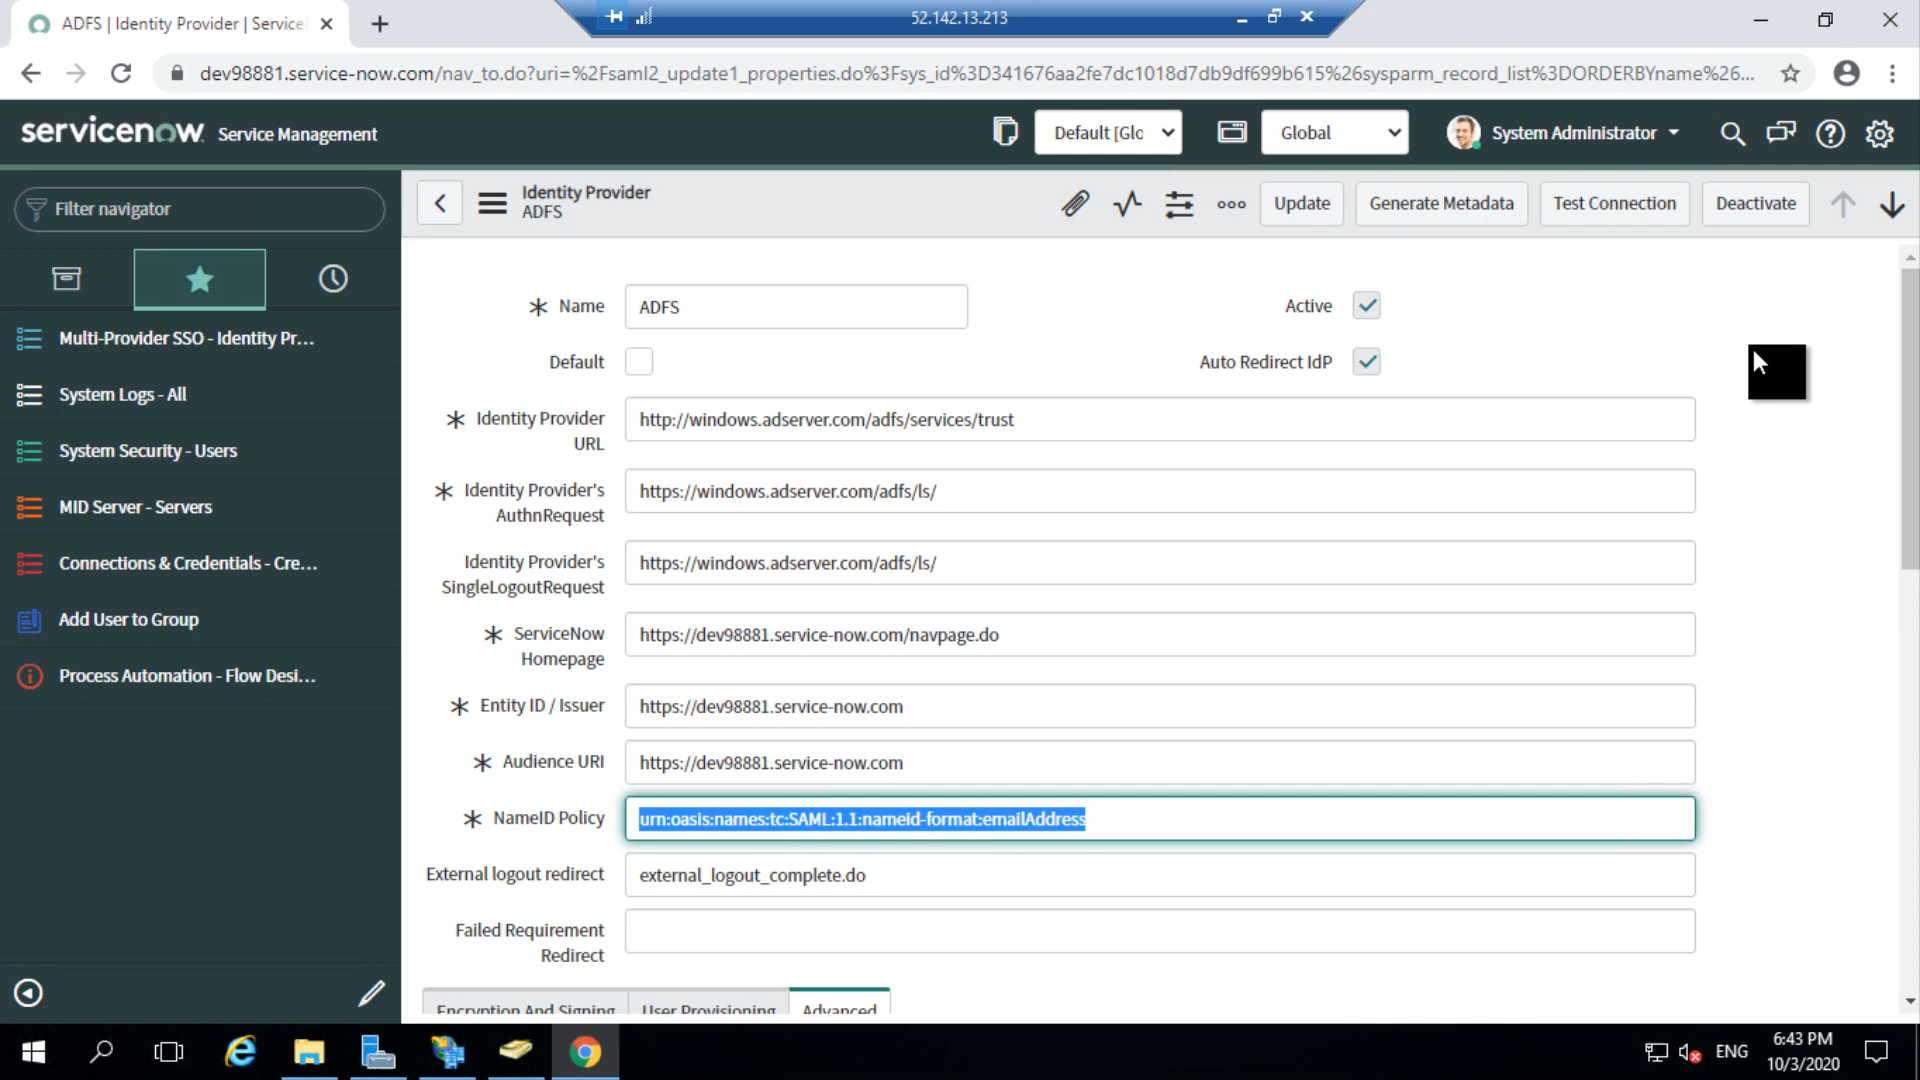 ADFS | Identity Provider | Service
52.142.13.213
dev98881.service-now.com/nav_to.do?uri=%2Fsaml2_update1_properties.do%3Fsys_id%3D341676aa2fe7dc1018d7db9df699b615%26sysparm_record_list%3DORDERBYname%26...
servicenow. Service Management
Default [Glo
Global
System Administrator
Filter navigator
Identity Provider
ADFS
Update
Generate Metadata
Test Connection
Deactivate
Multi-Provider SSO - Identity Pr...
System Logs - All
System Security - Users
MID Server - Servers
Connections & Credentials - Cre...
Add User to Group
Process Automation - Flow Desi...
Name
ADFS
Active
Default
Auto Redirect IdP
Identity Provider
URL
http://windows.adserver.com/adfs/services/trust
Identity Provider's
AuthnRequest
https://windows.adserver.com/adfs/ls/
Identity Provider's
SingleLogoutRequest
https://windows.adserver.com/adfs/ls/
ServiceNow
Homepage
https://dev98881.service-now.com/navpage.do
Entity ID / Issuer
https://dev98881.service-now.com
Audience URI
https://dev98881.service-now.com
NameID Policy
urn:oasis:names:tc:SAML:1.1:nameid-format:emailAddress
External logout redirect
external_logout_complete.do
Failed Requirement
Redirect
Encryption And Signing
User Provisioning
Advanced
ENG
6:43 PM
10/3/2020